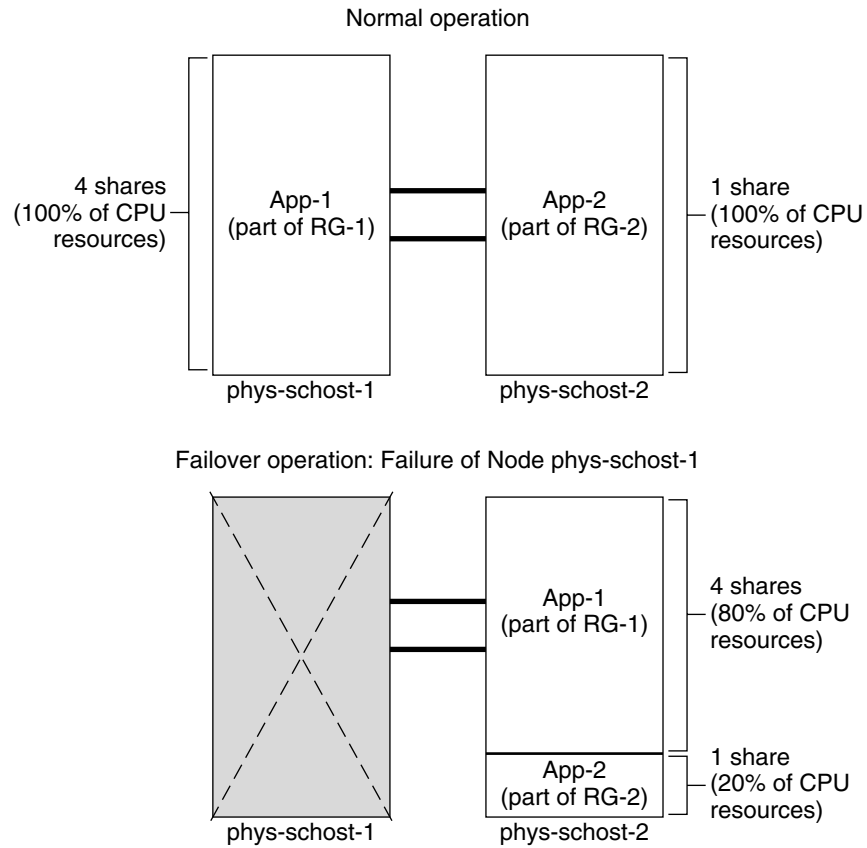 Normal operation
4 shares
(100% of CPU
resources)
App-1
(part of RG-1)
App-2
(part of RG-2)
1 share
(100% of CPU
resources)
phys-schost-1
phys-schost-2
Failover operation: Failure of Node phys-schost-1
App-1
(part of RG-1)
4 shares
(80% of CPU
resources)
App-2
(part of RG-2)
1 share
(20% of CPU
resources)
phys-schost-1
phys-schost-2